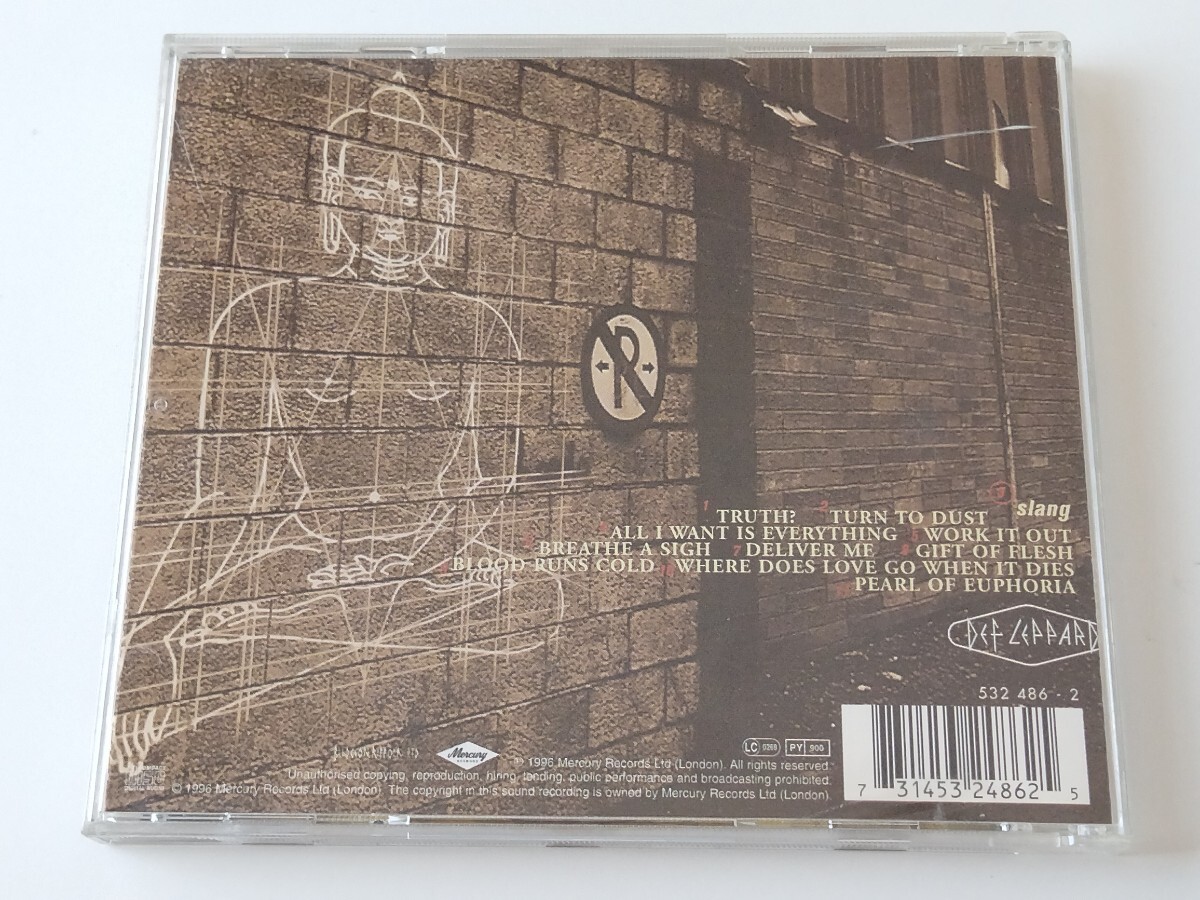 P
1 TRUTH? 2 TURN TO DUST slang
ALL I WANT IS EVERYTHING 5 WORK IT OUT
BREATHE A SIGH 7 DELIVER ME 8 GIFT OF FLESH
BLOOD RUNS COLD 10 WHERE DOES LOVE GO WHEN IT DIES
PEARL OF EUPHORIA
DEF LEPPARD
532 486 - 2
Mercury
LC 0268 PY 900
℗ 1996 Mercury Records Ltd (London). All rights reserved.
Unauthorised copying, reproduction, hiring, lending, public performance and broadcasting prohibited.
© 1996 Mercury Records Ltd (London). The copyright in this sound recording is owned by Mercury Records Ltd (London).
7 31453 24862 5